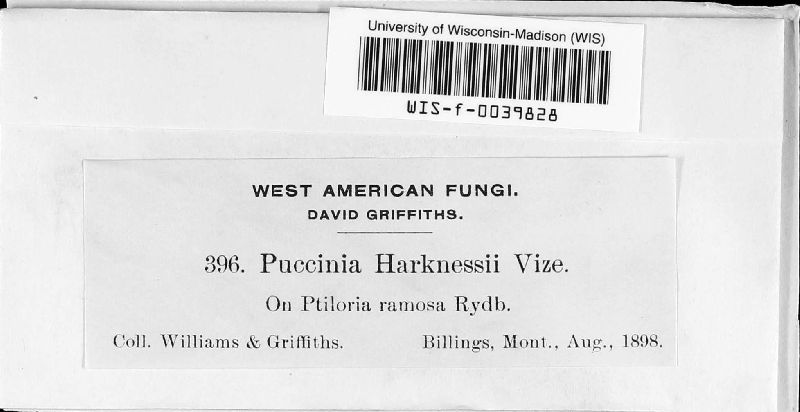 University of Wisconsin-Madison (WIS)
WIS-f-0039828
WEST AMERICAN FUNGI.
DAVID GRIFFITHS.
396. Puccinia Harknessii Vize.
On Ptiloria ramosa Rydb.
Coll. Williams & Griffiths. Billings, Mont., Aug., 1898.